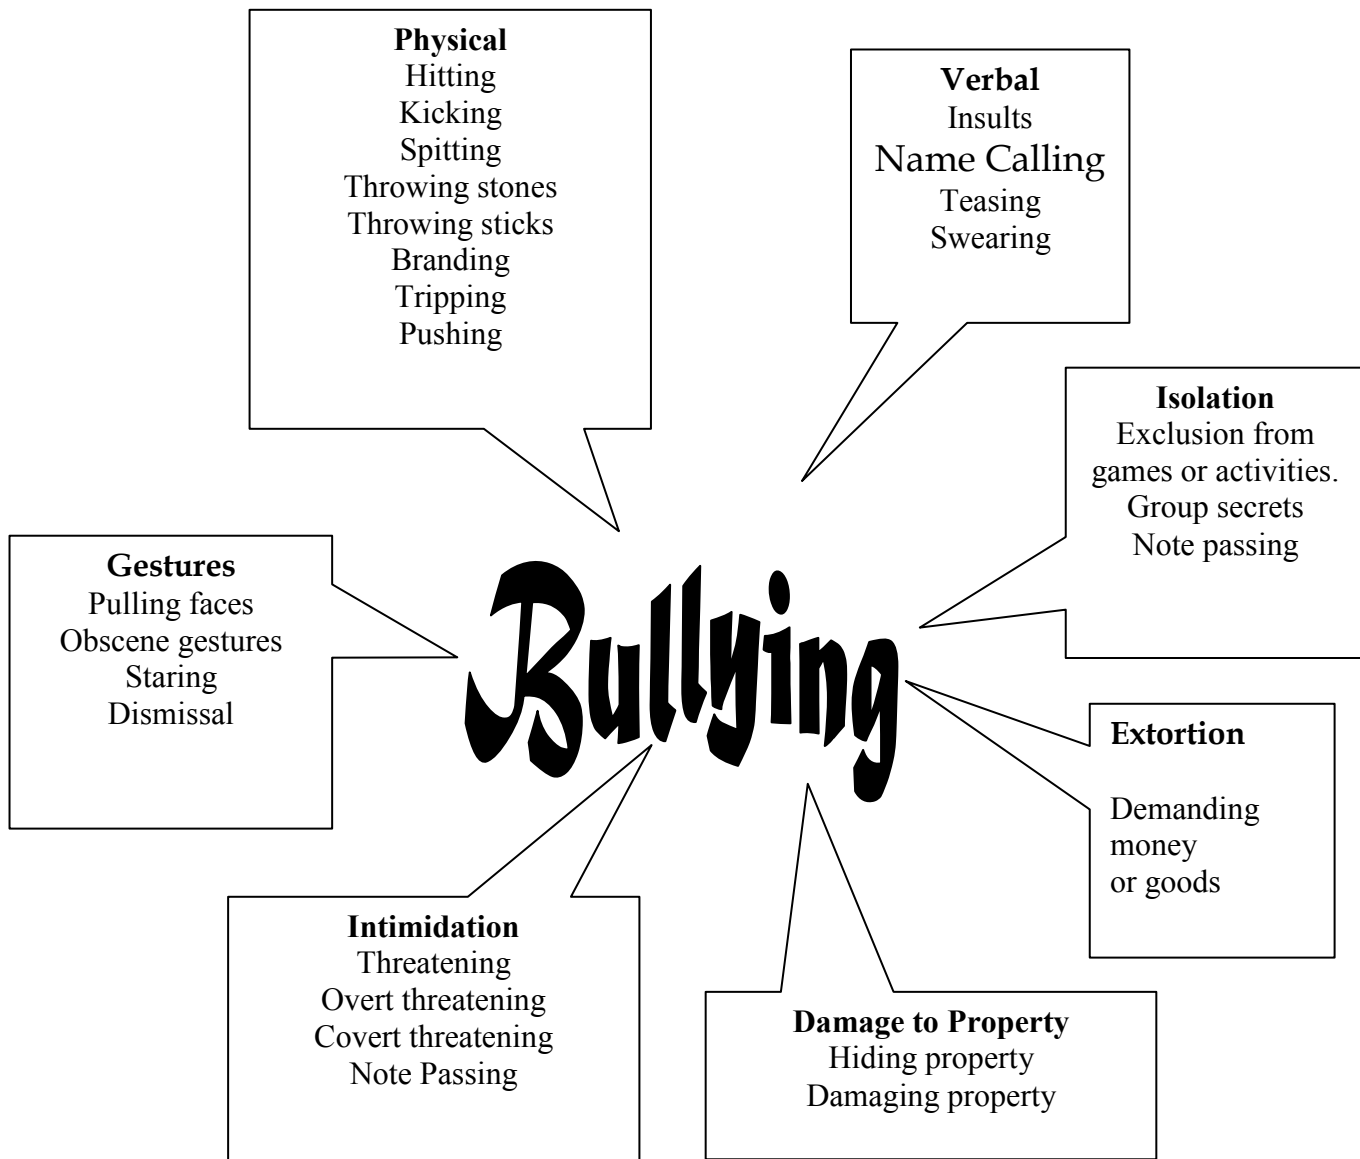 Physical
Hitting
Kicking
Spitting
Throwing stones
Throwing sticks
Branding
Tripping
Pushing
Verbal
Insults
Name Calling
Teasing
Swearing
Isolation
Exclusion from
games or activities.
Group secrets
Note passing
Gestures
Pulling faces
Obscene gestures
Staring
Dismissal
Bullying
Extortion
Demanding
money
or goods
Intimidation
Threatening
Overt threatening
Covert threatening
Note Passing
Damage to Property
Hiding property
Damaging property